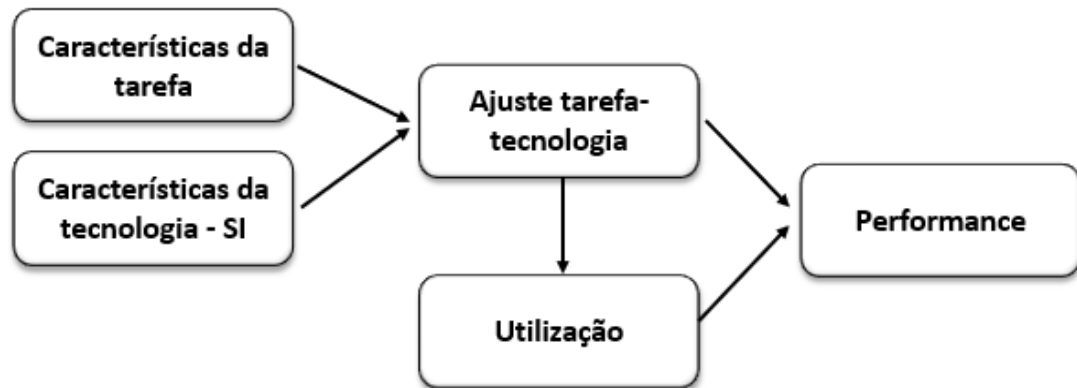 Características da
tarefa
Características da
tecnologia - SI
Ajuste tarefa-
tecnologia
Utilização
Performance